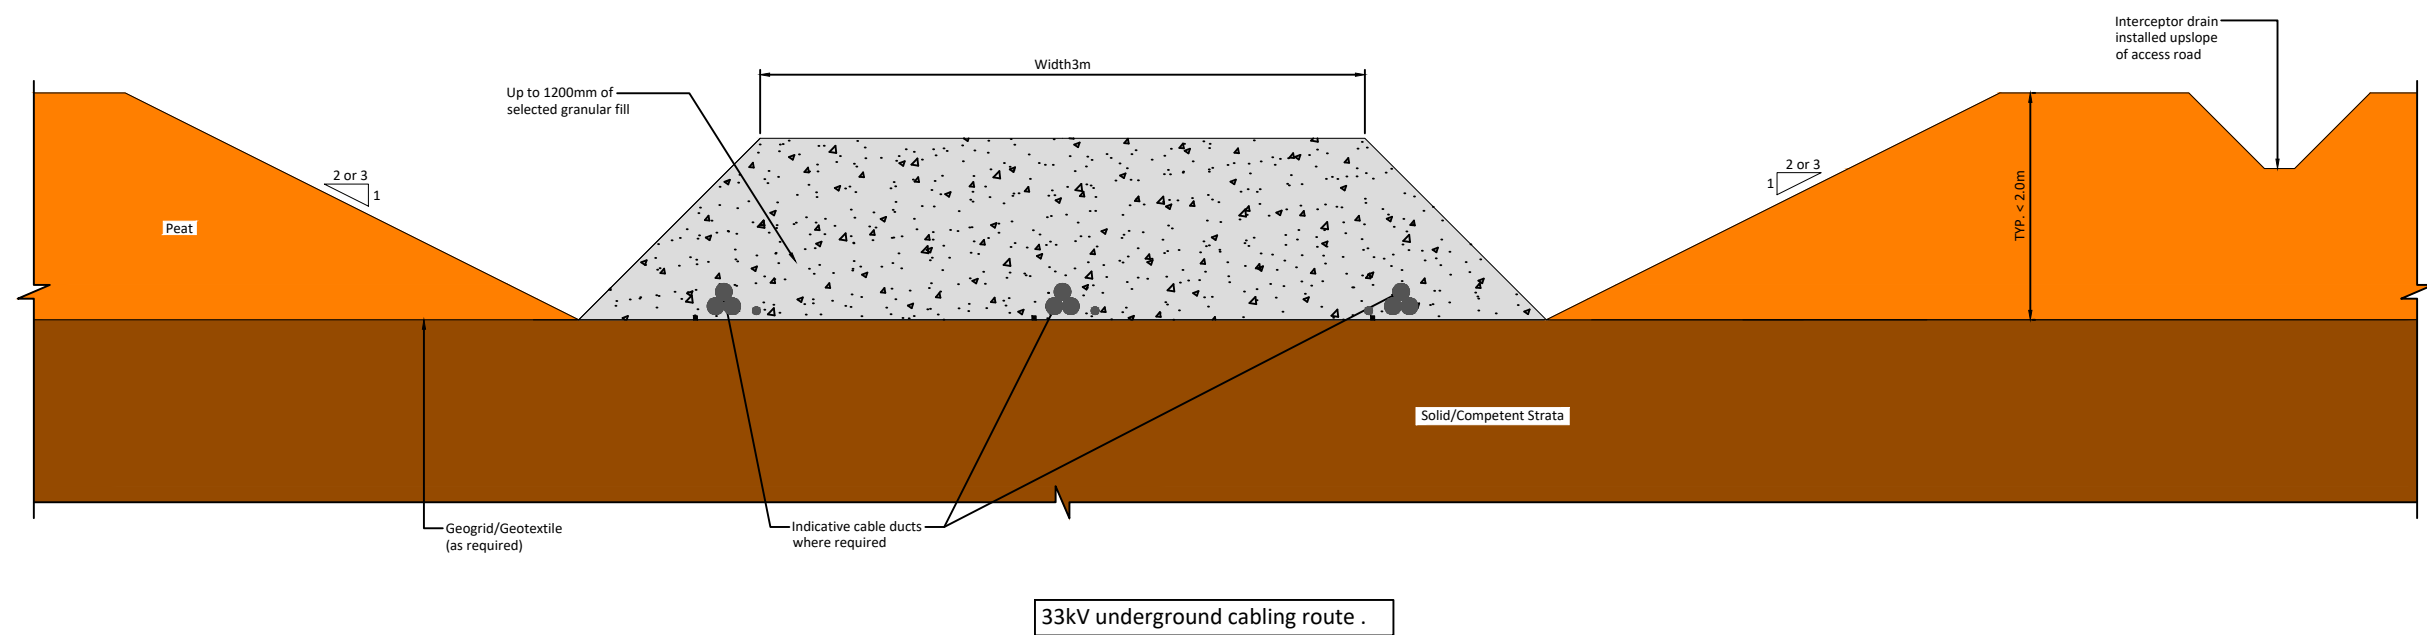 Interceptor drain
installed upslope
of access road
Width3m
Up to 1200mm of
selected granular fill
2 or 3
1
2 or 3
1
TYP. < 2.0m
Peat
Solid/Competent Strata
Geogrid/Geotextile
(as required)
Indicative cable ducts
where required
33kV underground cabling route .